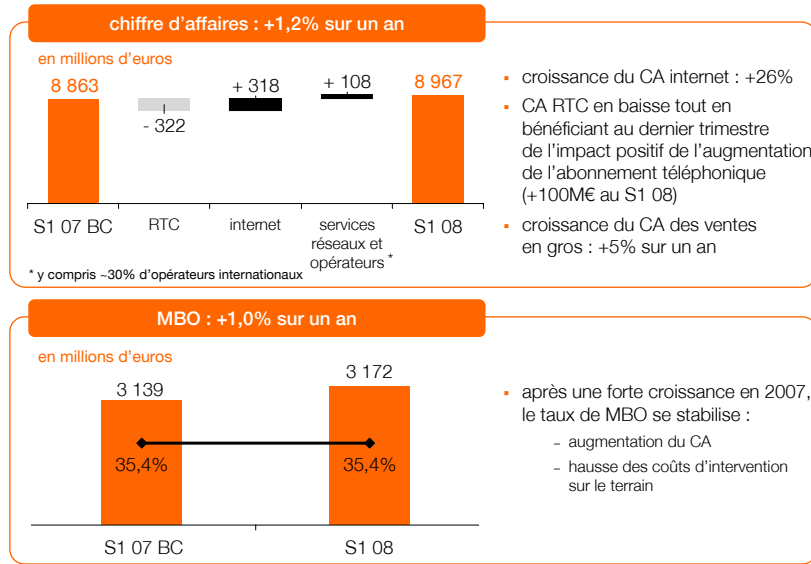 chiffre d'affaires : +1,2% sur un an
en millions d'euros
8 863
- 322
+ 318
+ 108
8 967
S1 07 BC
RTC
internet
services
réseaux et
opérateurs *
S1 08
* y compris ~30% d'opérateurs internationaux
▪ croissance du CA internet : +26%
▪ CA RTC en baisse tout en
bénéficiant au dernier trimestre
de l'impact positif de l'augmentation
de l'abonnement téléphonique
(+100M€ au S1 08)
▪ croissance du CA des ventes
en gros : +5% sur un an
MBO : +1,0% sur un an
en millions d'euros
3 139
3 172
35,4%
35,4%
S1 07 BC
S1 08
▪ après une forte croissance en 2007,
le taux de MBO se stabilise :
- augmentation du CA
- hausse des coûts d'intervention
sur le terrain